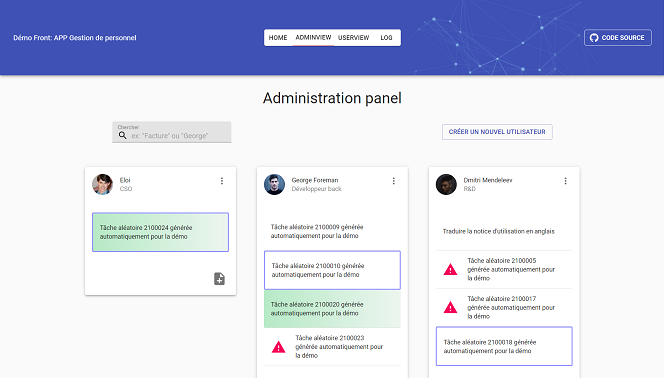 Démo Front: APP Gestion de personnel
HOME ADMINVIEW USERVIEW LOG
CODE SOURCE
Administration panel
Chercher
ex: "Facture" ou "George"
CRÉER UN NOUVEL UTILISATEUR
Eloi
CSO
Tâche aléatoire 2100024 générée
automatiquement pour la démo
George Foreman
Développeur back
Tâche aléatoire 2100009 générée
automatiquement pour la démo
Tâche aléatoire 2100010 générée
automatiquement pour la démo
Tâche aléatoire 2100020 générée
automatiquement pour la démo
Tâche aléatoire 2100023
générée automatiquement pour
la démo
Dmitri Mendeleev
R&D
Traduire la notice d'utilisation en anglais
Tâche aléatoire 2100005
générée automatiquement pour
la démo
Tâche aléatoire 2100017
générée automatiquement pour
la démo
Tâche aléatoire 2100018 générée
automatiquement pour la démo